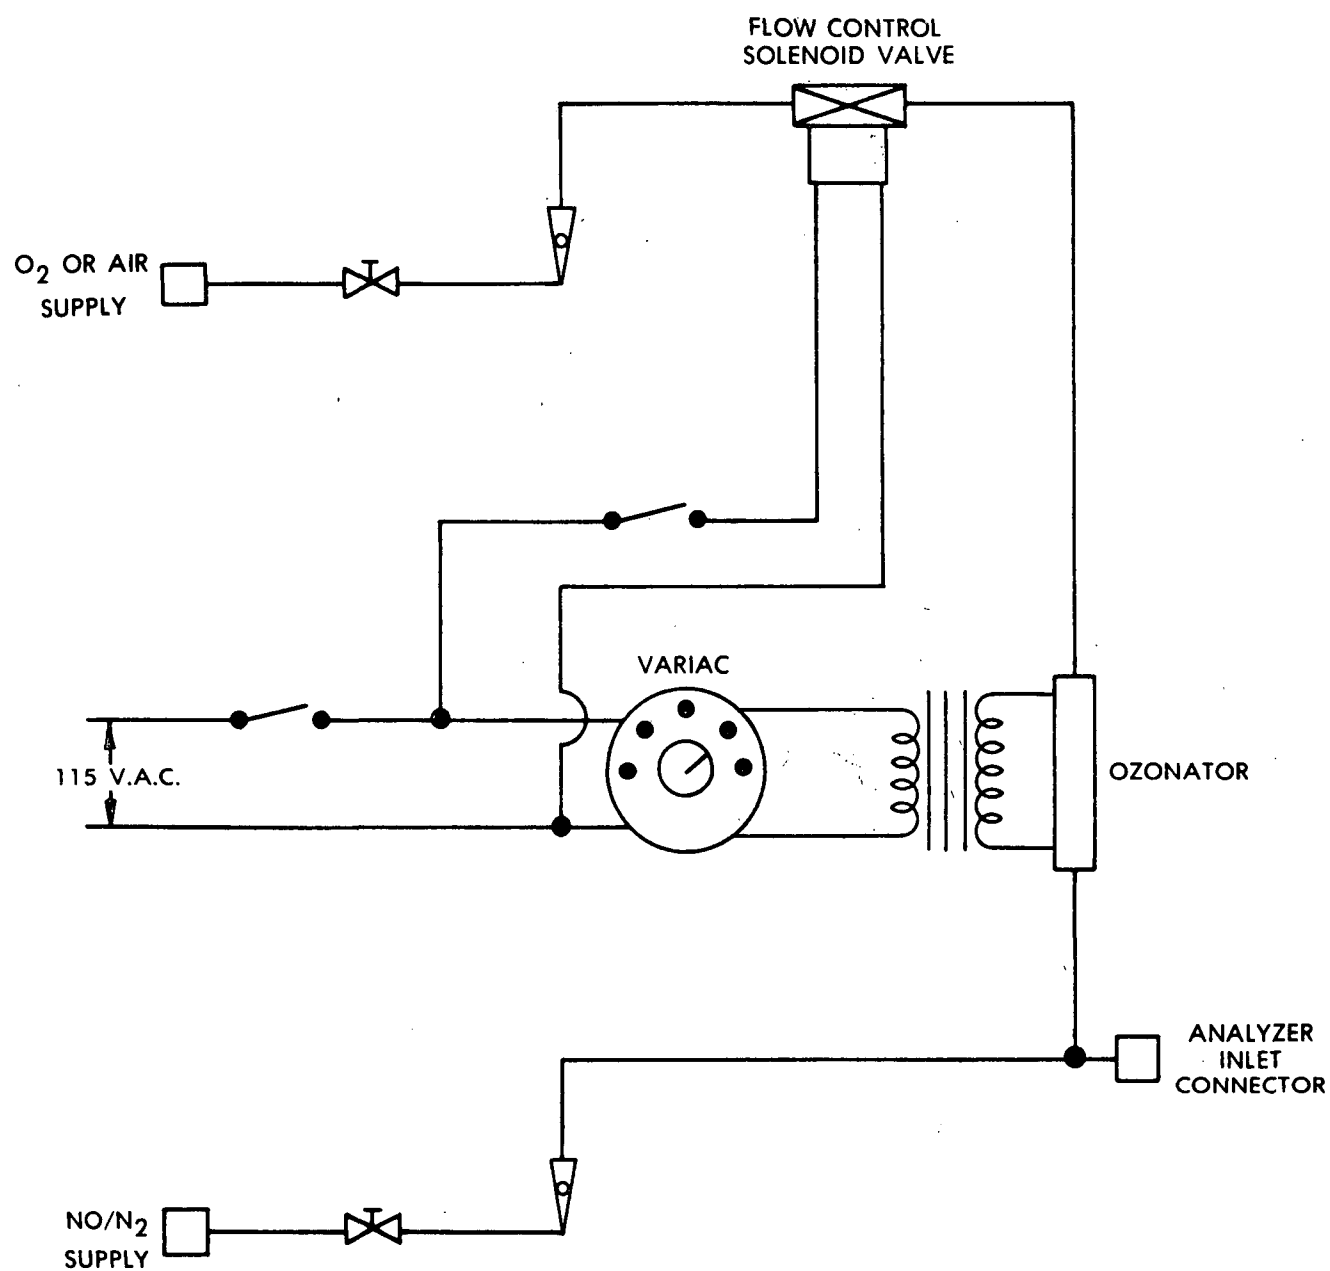 FLOW CONTROL
SOLENOID VALVE
O2 OR AIR
SUPPLY
VARIAC
115 V.A.C.
OZONATOR
ANALYZER
INLET
CONNECTOR
NO/N2
SUPPLY